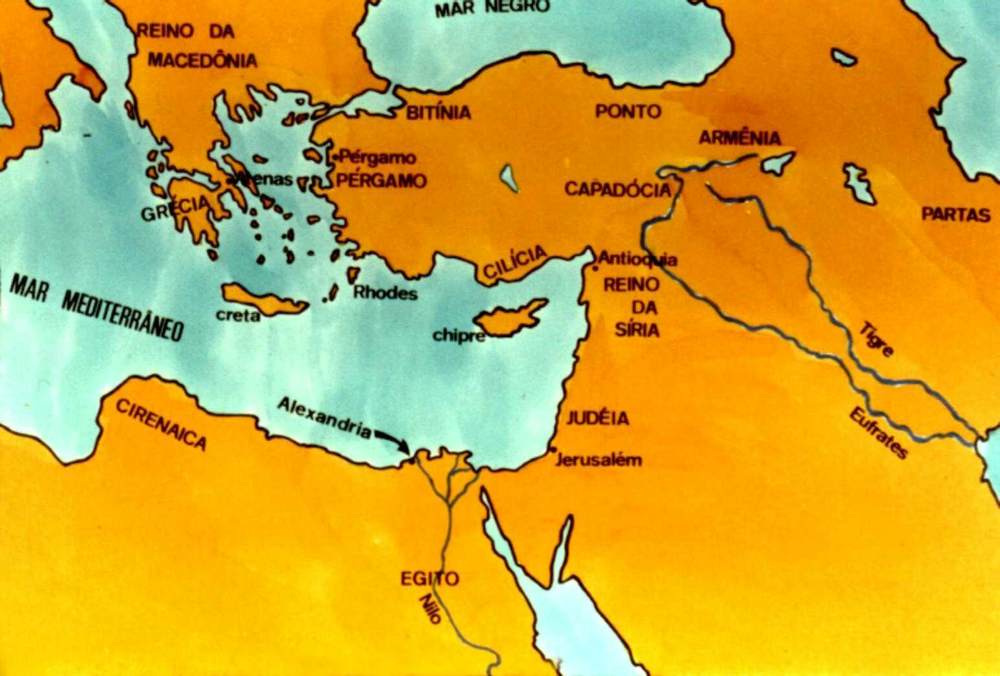 MAR NEGRO
REINO DA
MACEDÔNIA
BITÍNIA
PONTO
ARMÊNIA
Pérgamo
PÉRGAMO
Atenas
CAPADÓCIA
GRÉCIA
PARTAS
CILÍCIA
Antioquia
REINO
DA
SÍRIA
MAR MEDITERRÂNEO
Rhodes
creta
chipre
Tigre
Alexandria
CIRENAICA
JUDÉIA
Eufrates
Jerusalém
EGITO
Nilo